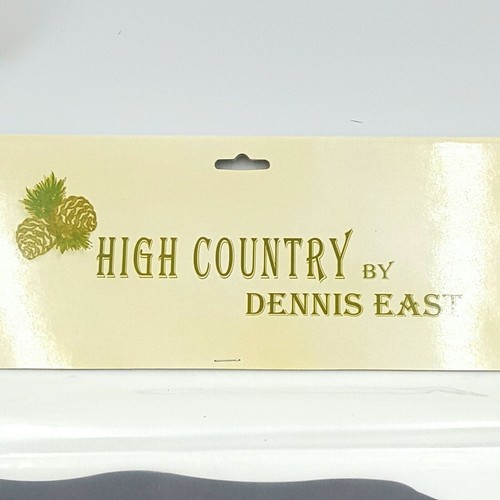 HIGH COUNTRY BY
DENNIS EAST